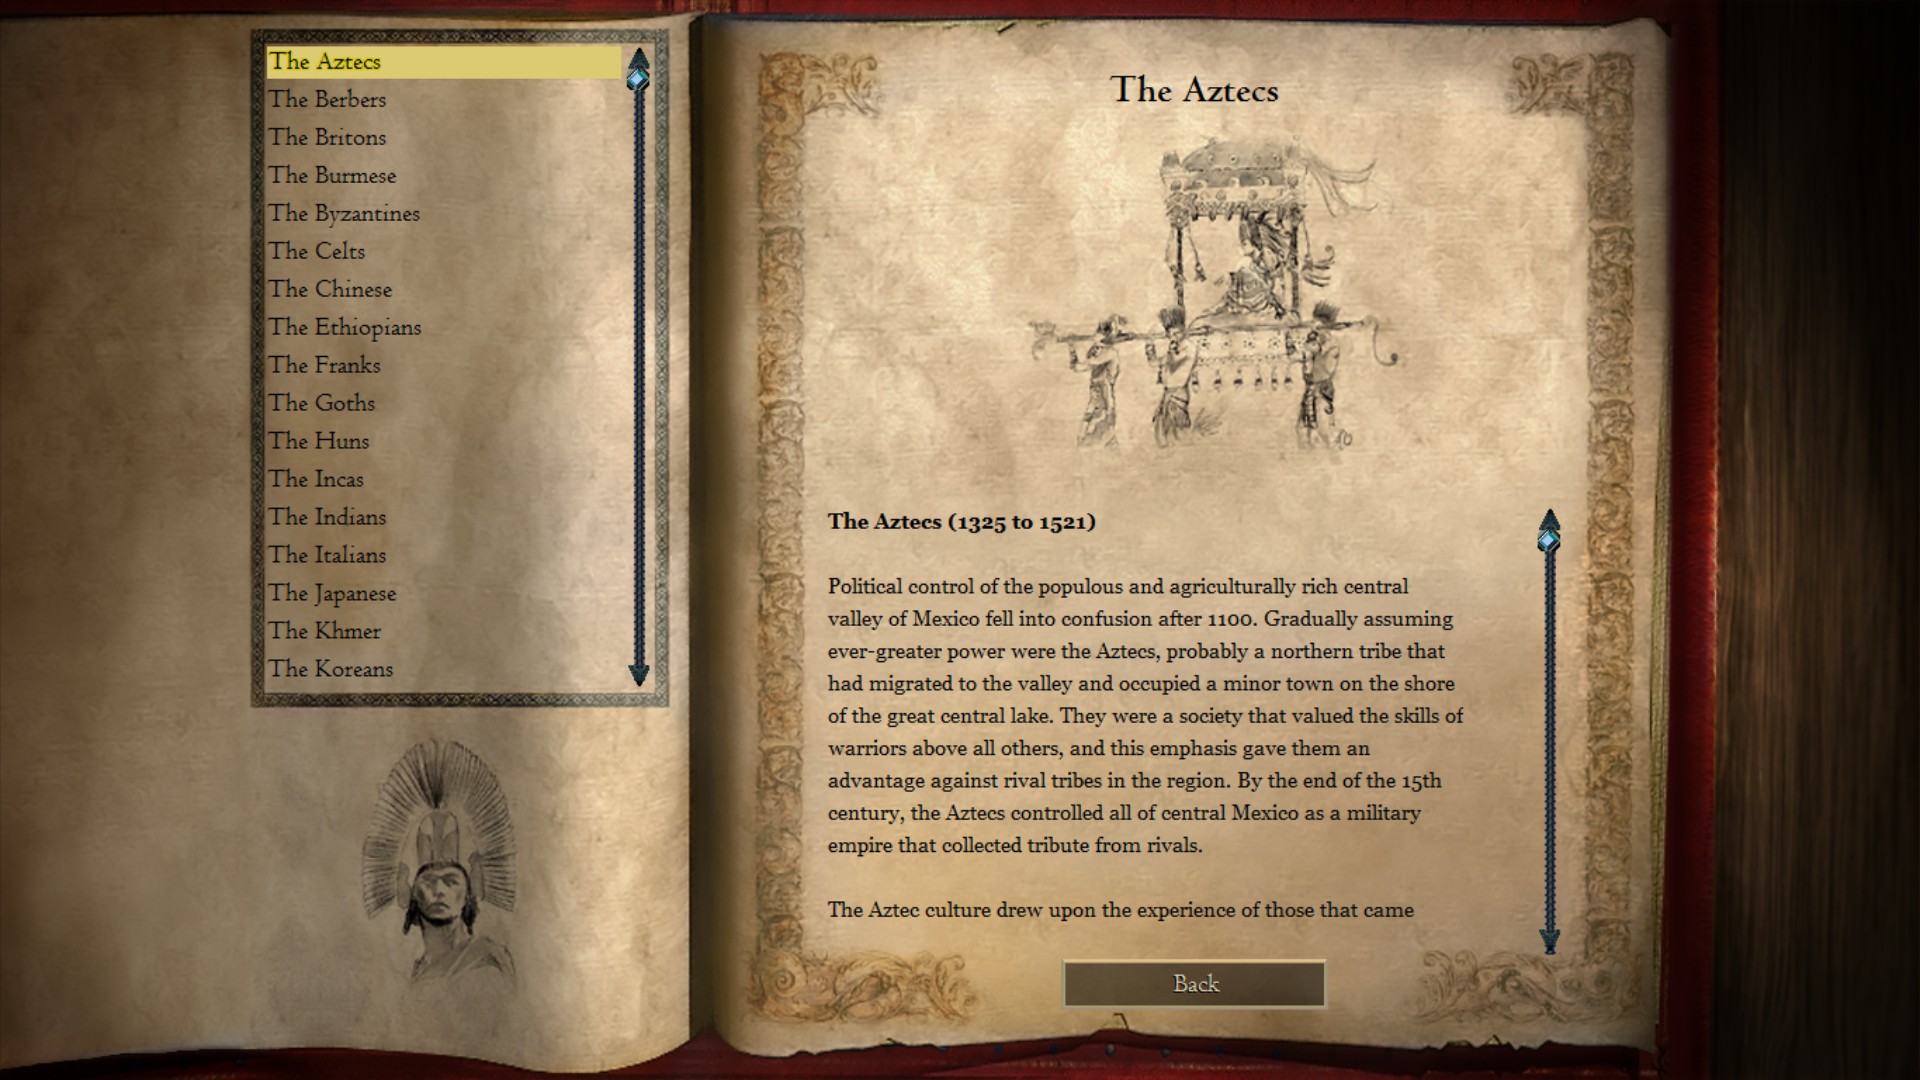 The Aztecs
The Berbers
The Britons
The Burmese
The Byzantines
The Celts
The Chinese
The Ethiopians
The Franks
The Goths
The Huns
The Incas
The Indians
The Italians
The Japanese
The Khmer
The Koreans
The Aztecs
The Aztecs (1325 to 1521)
Political control of the populous and agriculturally rich central
valley of Mexico fell into confusion after 1100. Gradually assuming
ever-greater power were the Aztecs, probably a northern tribe that
had migrated to the valley and occupied a minor town on the shore
of the great central lake. They were a society that valued the skills of
warriors above all others, and this emphasis gave them an
advantage against rival tribes in the region. By the end of the 15th
century, the Aztecs controlled all of central Mexico as a military
empire that collected tribute from rivals.
The Aztec culture drew upon the experience of those that came
Back